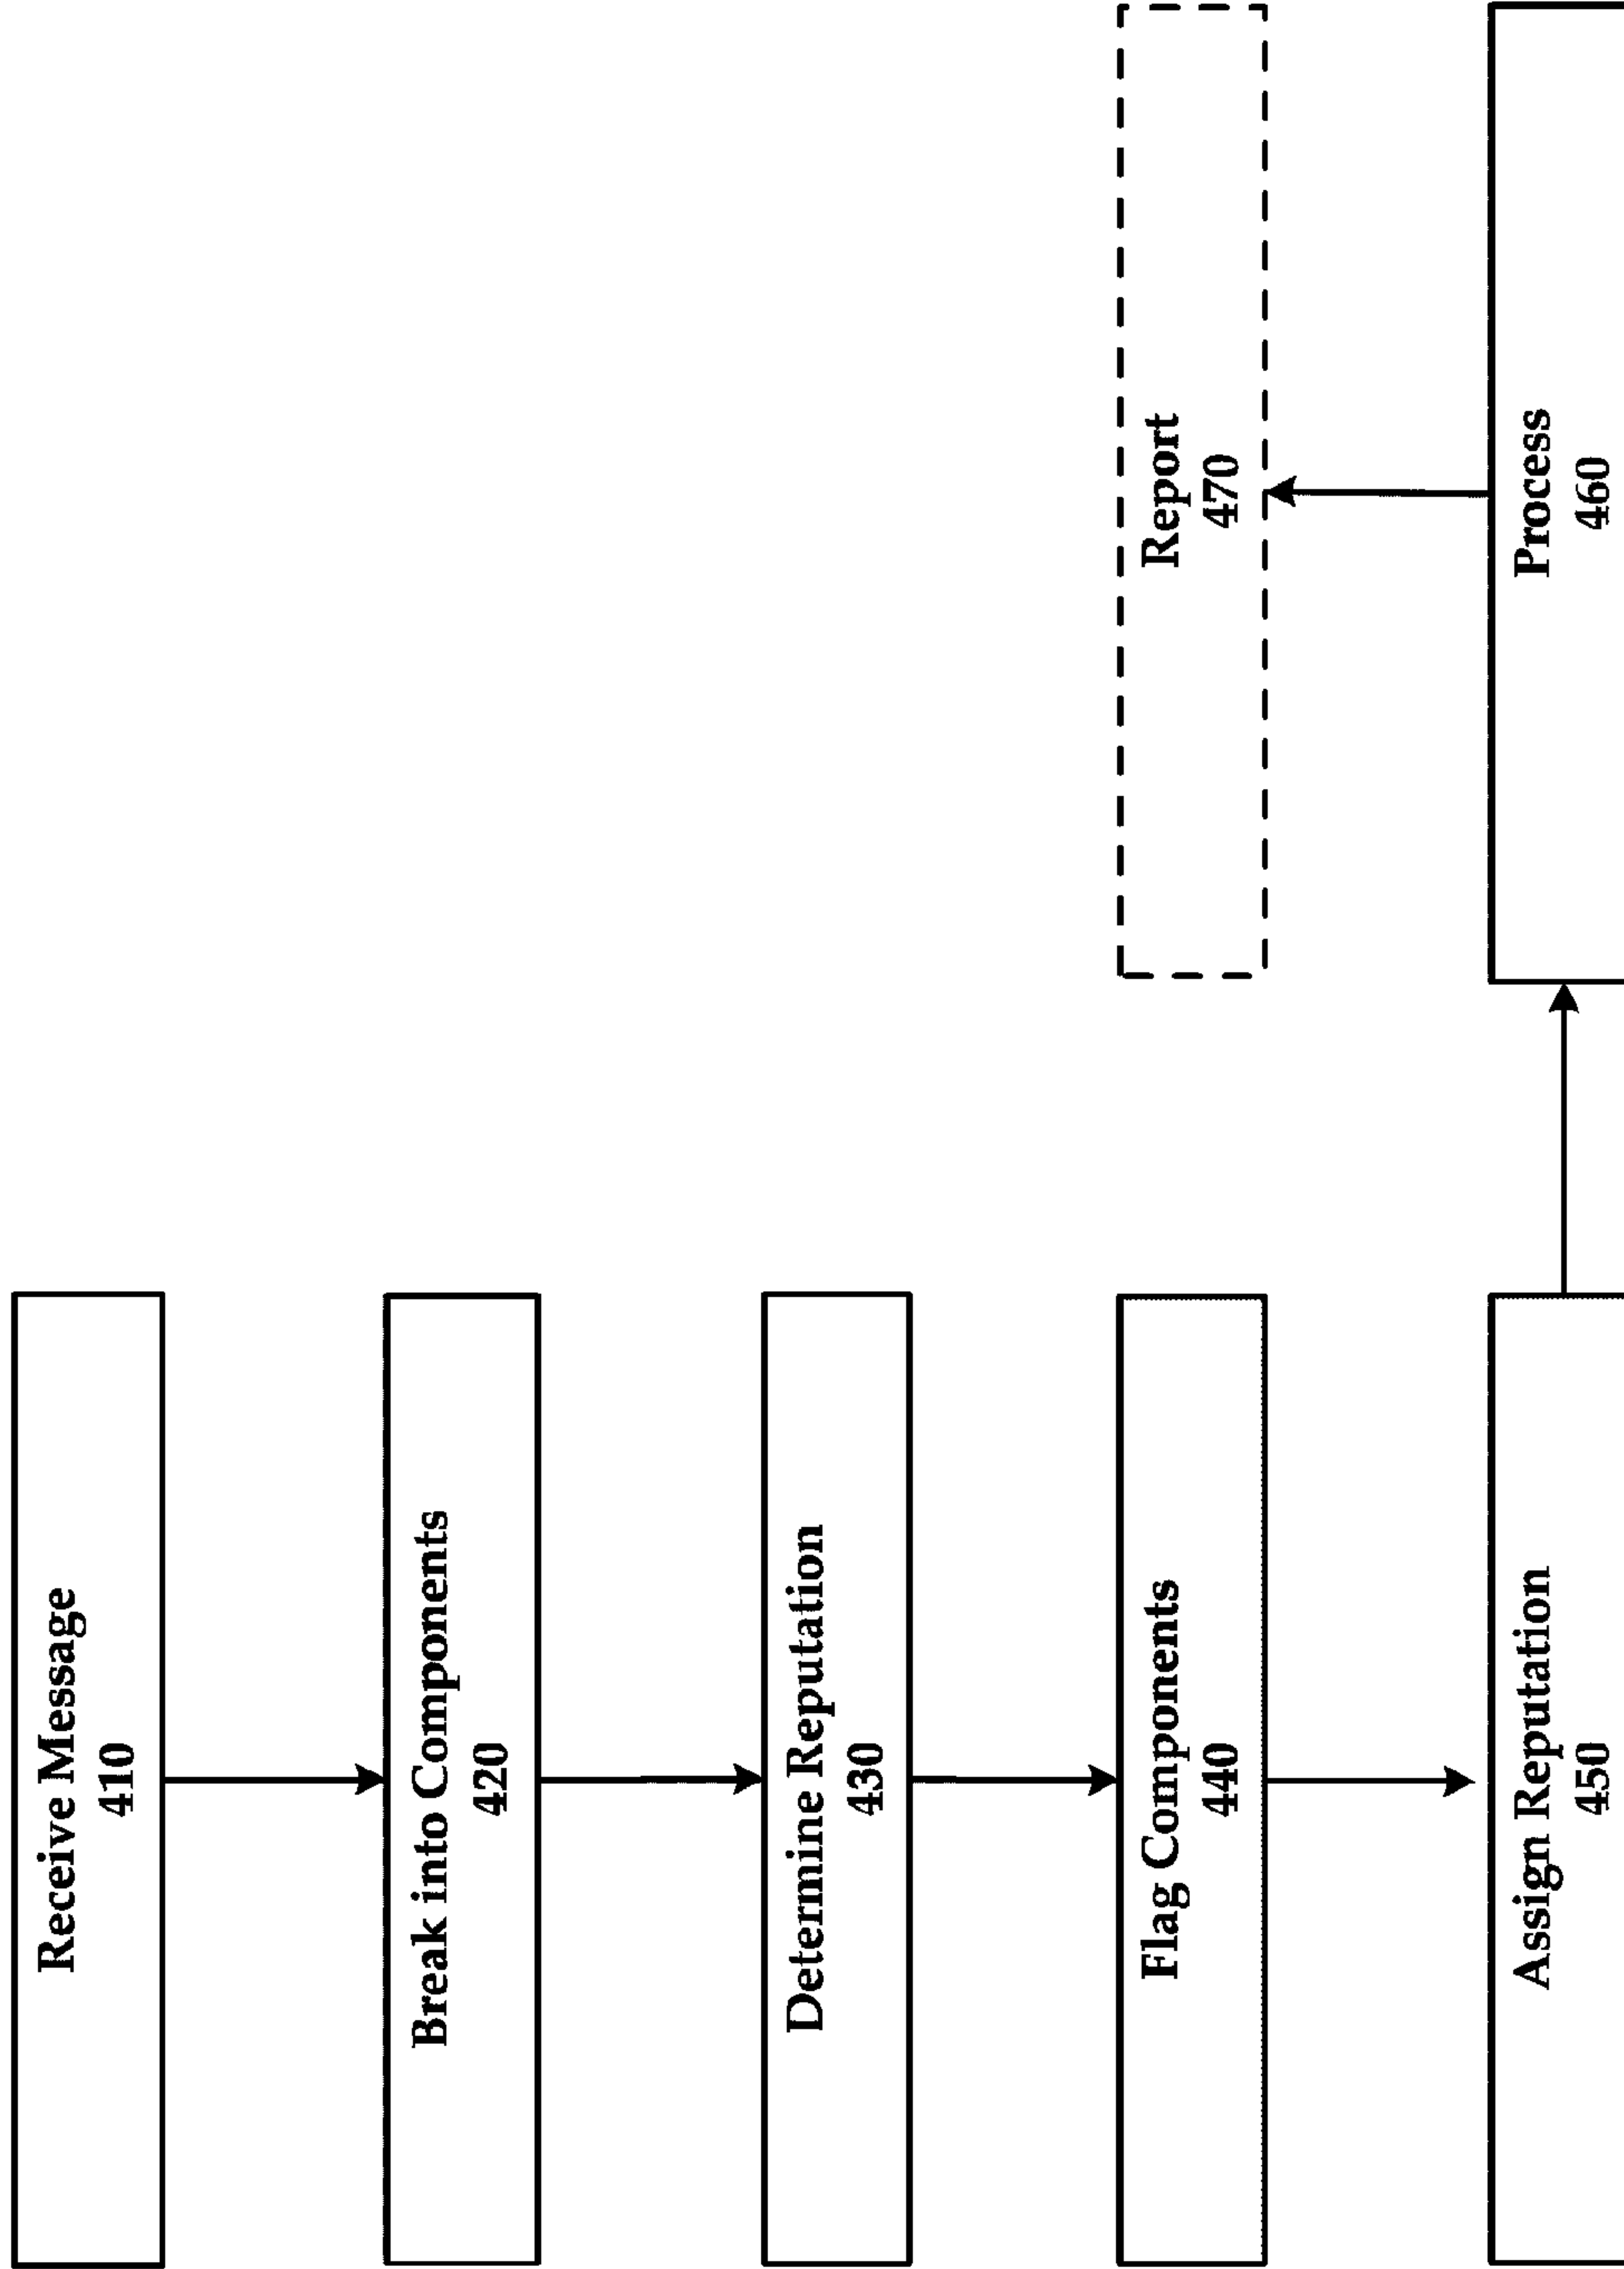 Receive Message
410
Break into Components
420
Determine Reputation
430
Flag Components
440
Assign Reputation
450
Process
460
Report
470